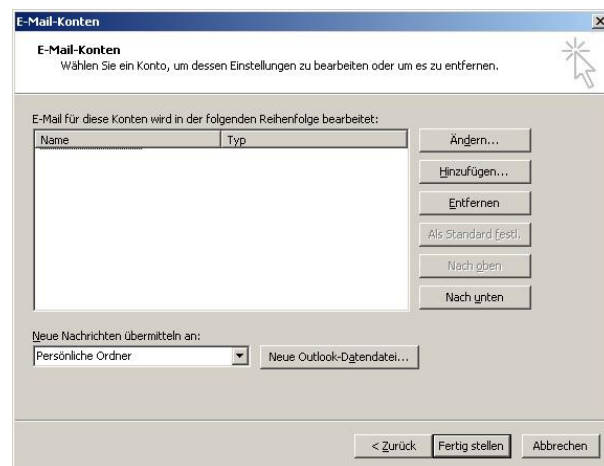 E-Mail-Konten
E-Mail-Konten
Wählen Sie ein Konto, um dessen Einstellungen zu bearbeiten oder um es zu entfernen.
E-Mail für diese Konten wird in der folgenden Reihenfolge bearbeitet:
Name Typ
Ändern...
Hinzufügen...
Entfernen
Als Standard festl.
Nach oben
Nach unten
Neue Nachrichten übermitteln an:
Persönliche Ordner Neue Outlook-Datendatei...
< Zurück Fertig stellen Abbrechen